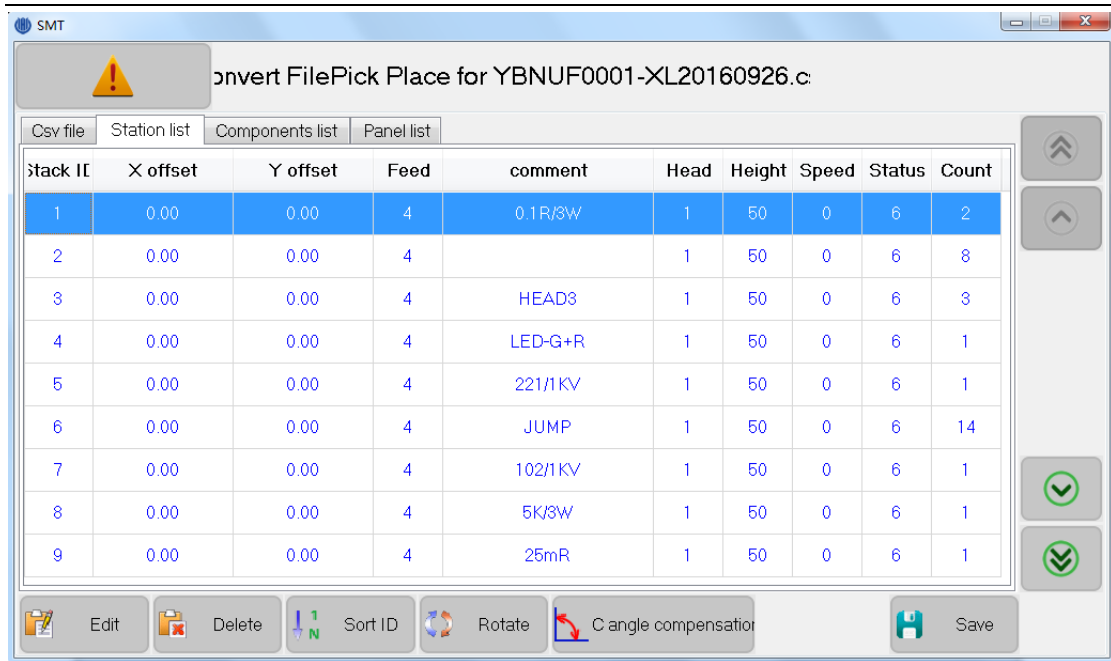 SMT
onvert FilePick Place for YBNUF0001-XL20160926.c
Csv file Station list Components list Panel list
Stack ID X offset Y offset Feed comment Head Height Speed Status Count
1 0.00 0.00 4 0.1R/3W 1 50 0 6 2
2 0.00 0.00 4 1 50 0 6 8
3 0.00 0.00 4 HEAD3 1 50 0 6 3
4 0.00 0.00 4 LED-G+R 1 50 0 6 1
5 0.00 0.00 4 221/1KV 1 50 0 6 1
6 0.00 0.00 4 JUMP 1 50 0 6 14
7 0.00 0.00 4 102/1KV 1 50 0 6 1
8 0.00 0.00 4 5K/3W 1 50 0 6 1
9 0.00 0.00 4 25mR 1 50 0 6 1
Edit Delete 1 N Sort ID Rotate C angle compensation Save